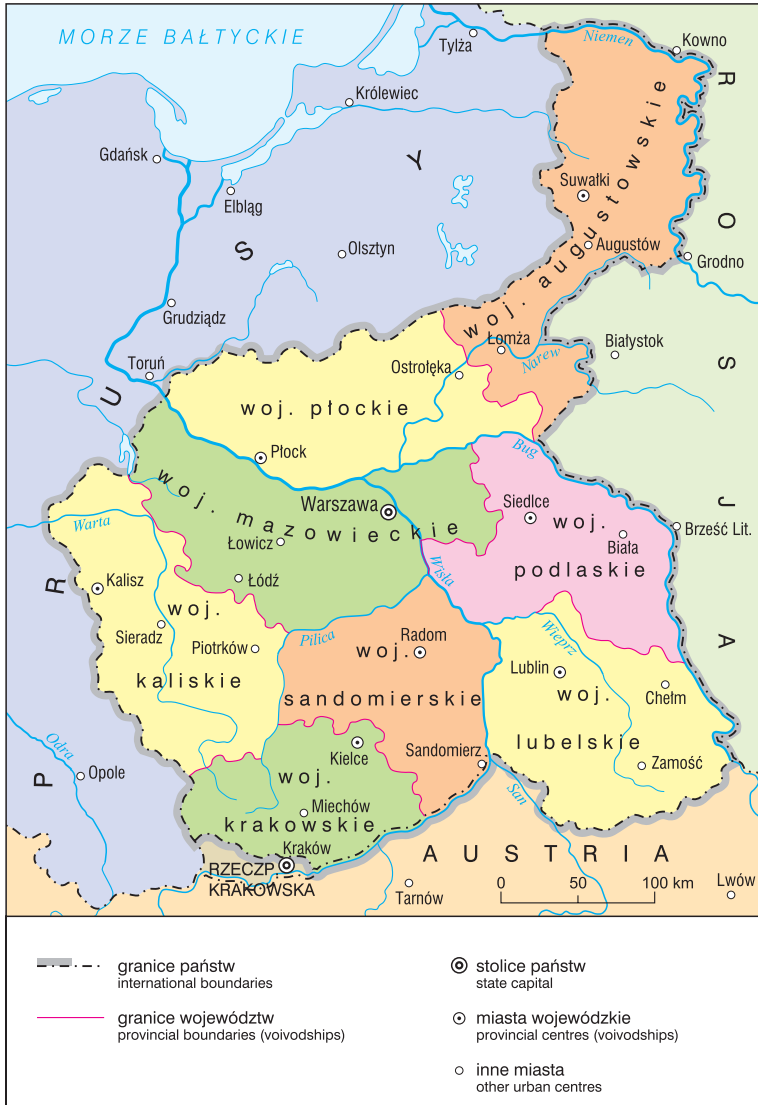 MORZE BAŁTYCKIE
Tylża
Niemen
Kowno
Królewiec
Gdańsk
Elbląg
Suwałki
Augustów
Grodno
Olsztyn
woj. augustowskie
Grudziądz
Toruń
Łomża
Narew
Białystok
Ostrołęka
woj. płockie
Płock
Bug
woj. mazowieckie
Warszawa
Siedlce
woj.
podlaskie
Biała
Brześć Lit.
Warta
Łowicz
Łódź
Wisła
Kalisz
woj.
kaliskie
Sieradz
Piotrków
Pilica
Radom
woj.
sandomierskie
Wieprz
Lublin
woj.
lubelskie
Chełm
Zamość
Odra
Opole
Kielce
woj.
krakowskie
Miechów
Sandomierz
San
Kraków
RZECZP
KRAKOWSKA
AUSTRIA
Tarnów
Lwów
PRUSY
ROSJA
0 50 100 km
granice państw
international boundaries
granice województw
provincial boundaries (voivodships)
stolice państw
state capital
miasta wojewódzkie
provincial centres (voivodships)
inne miasta
other urban centres